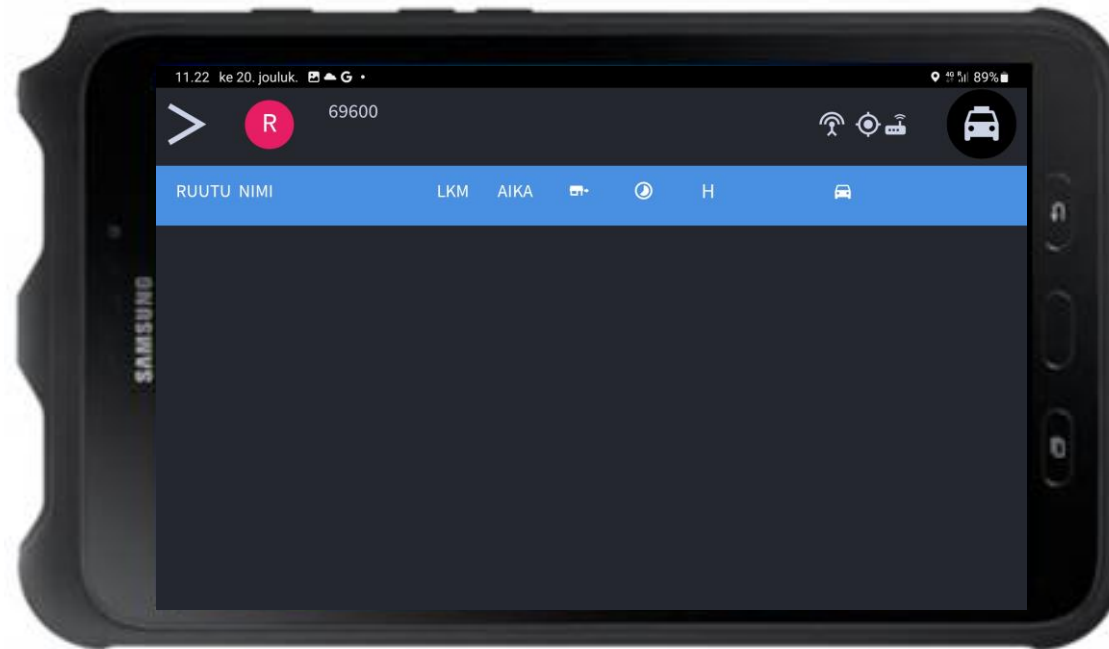 11.22 ke 20. jouluk. G
89%
R
69600
RUUTU NIMI LKM AIKA H
SAMSUNG